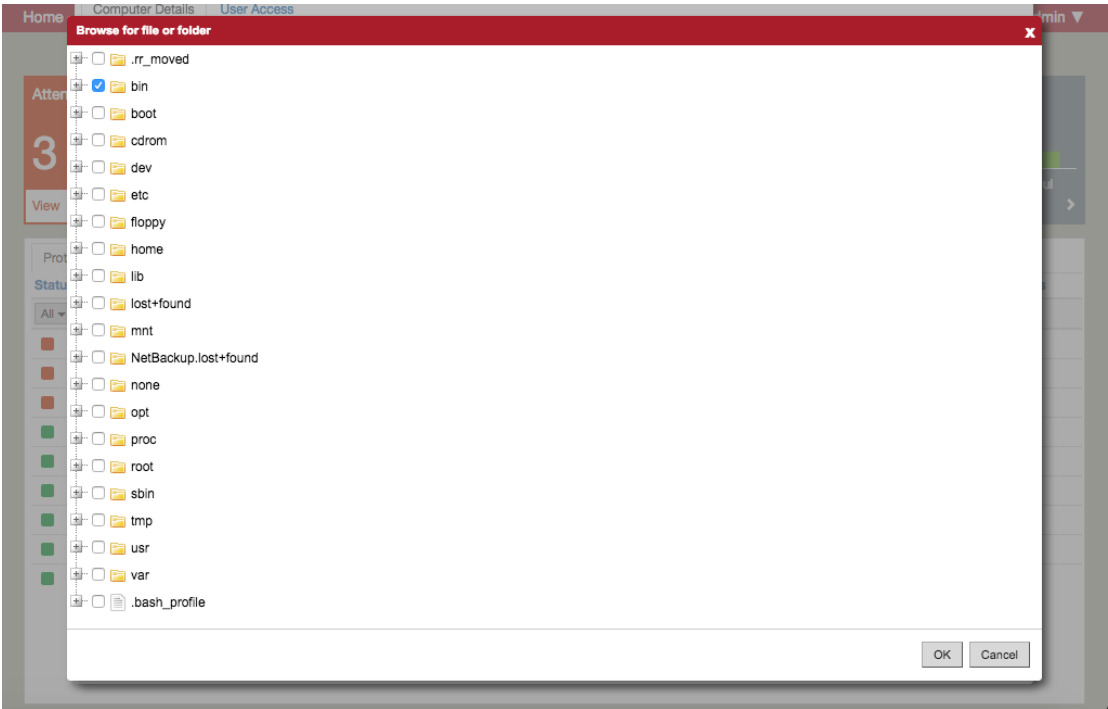 Computer Details User Access
Home
Browse for file or folder x
.rr_moved
bin
boot
cdrom
dev
etc
floppy
home
lib
lost+found
mnt
NetBackup.lost+found
none
opt
proc
root
sbin
tmp
usr
var
.bash_profile
OK Cancel
3
View
All